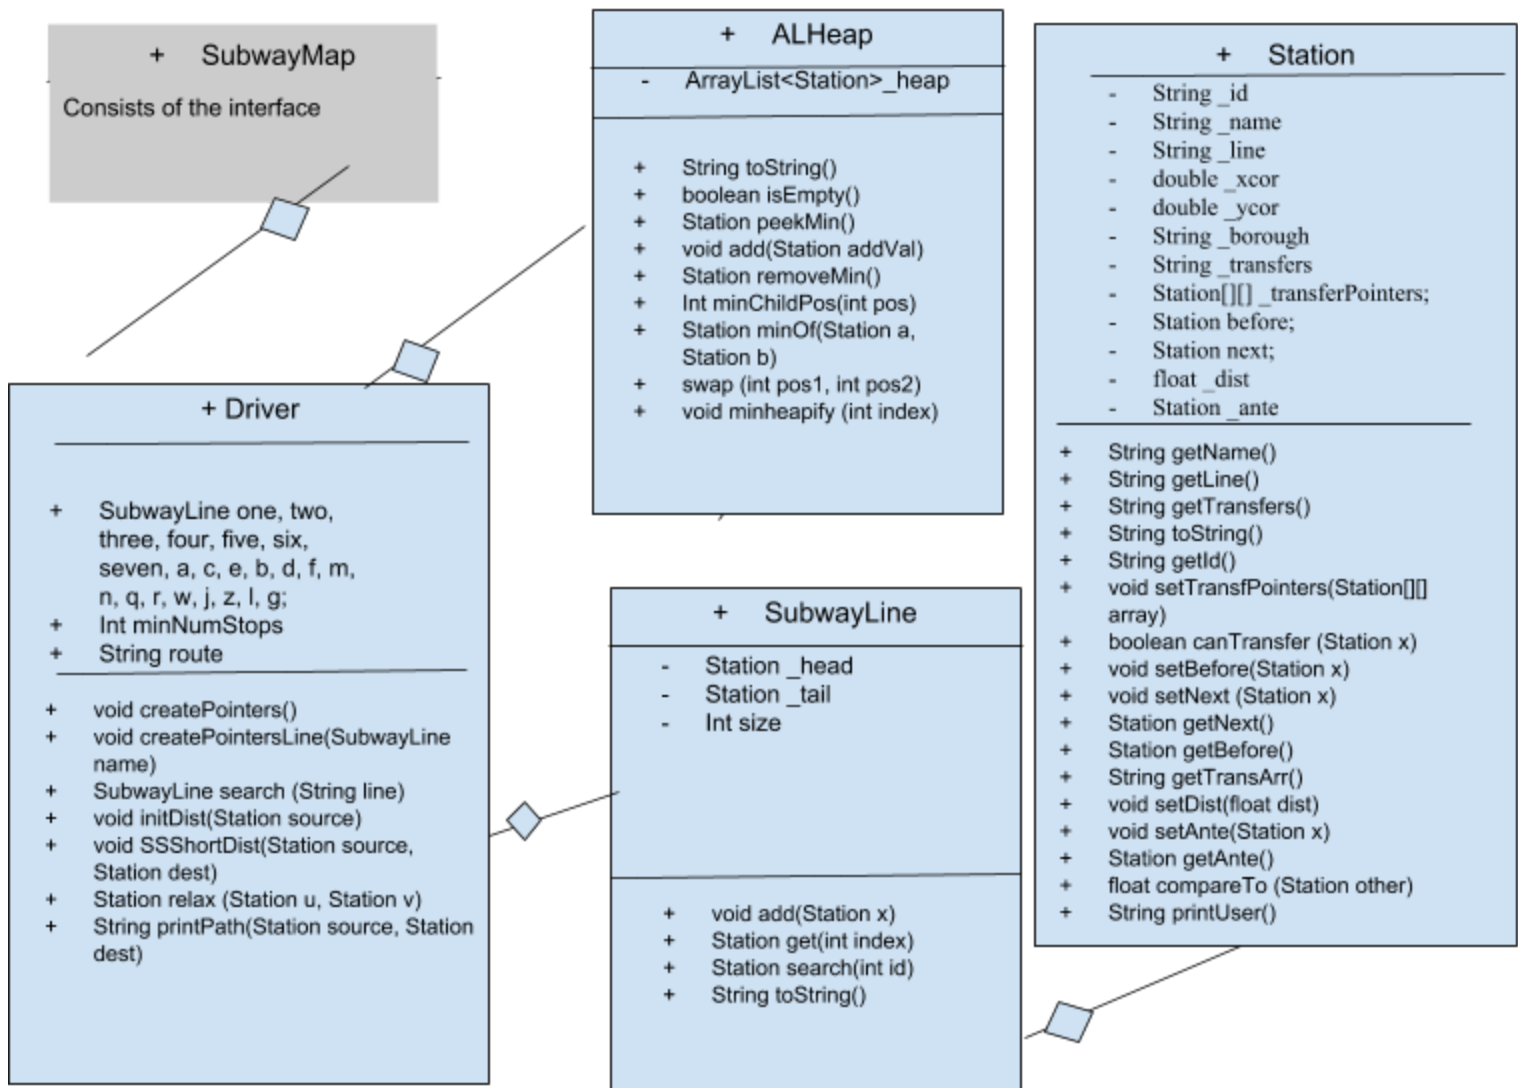 + SubwayMap
Consists of the interface
+ ALHeap
- ArrayList<Station>_heap
+ String toString()
+ boolean isEmpty()
+ Station peekMin()
+ void add(Station addVal)
+ Station removeMin()
+ Int minChildPos(int pos)
+ Station minOf(Station a,
Station b)
+ swap (int pos1, int pos2)
+ void minheapify (int index)
+ Station
- String _id
- String _name
- String _line
- double _xcor
- double _ycor
- String _borough
- String _transfers
- Station[][] _transferPointers;
- Station before;
- Station next;
- float _dist
- Station _ante
+ String getName()
+ String getLine()
+ String getTransfers()
+ String toString()
+ String getId()
+ void setTransfPointers(Station[][]
array)
+ boolean canTransfer (Station x)
+ void setBefore(Station x)
+ void setNext (Station x)
+ Station getNext()
+ Station getBefore()
+ String getTransArr()
+ void setDist(float dist)
+ void setAnte(Station x)
+ Station getAnte()
+ float compareTo (Station other)
+ String printUser()
+ Driver
+ SubwayLine one, two,
three, four, five, six,
seven, a, c, e, b, d, f, m,
n, q, r, w, j, z, l, g;
+ Int minNumStops
+ String route
+ void createPointers()
+ void createPointersLine(SubwayLine
name)
+ SubwayLine search (String line)
+ void initDist(Station source)
+ void SSShortDist(Station source,
Station dest)
+ Station relax (Station u, Station v)
+ String printPath(Station source, Station
dest)
+ SubwayLine
- Station _head
- Station _tail
- Int size
+ void add(Station x)
+ Station get(int index)
+ Station search(int id)
+ String toString()